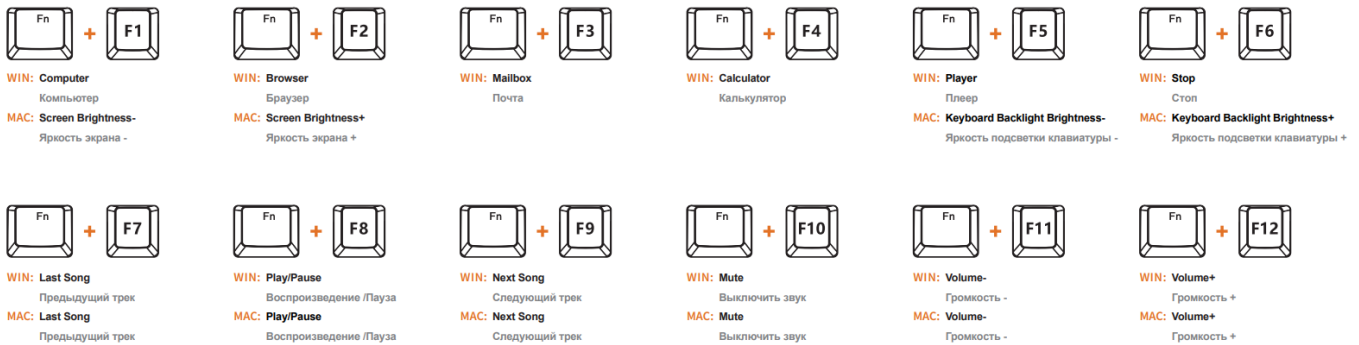 Fn + F1
WIN: Computer
Компьютер
MAC: Screen Brightness-
Яркость экрана -
Fn + F2
WIN: Browser
Браузер
MAC: Screen Brightness+
Яркость экрана +
Fn + F3
WIN: Mailbox
Почта
Fn + F4
WIN: Calculator
Калькулятор
Fn + F5
WIN: Player
Плеер
MAC: Keyboard Backlight Brightness-
Яркость подсветки клавиатуры -
Fn + F6
WIN: Stop
Стоп
MAC: Keyboard Backlight Brightness+
Яркость подсветки клавиатуры +
Fn + F7
WIN: Last Song
Предыдущий трек
MAC: Last Song
Предыдущий трек
Fn + F8
WIN: Play/Pause
Воспроизведение /Пауза
MAC: Play/Pause
Воспроизведение /Пауза
Fn + F9
WIN: Next Song
Следующий трек
MAC: Next Song
Следующий трек
Fn + F10
WIN: Mute
Выключить звук
MAC: Mute
Выключить звук
Fn + F11
WIN: Volume-
Громкость -
MAC: Volume-
Громкость -
Fn + F12
WIN: Volume+
Громкость +
MAC: Volume+
Громкость +